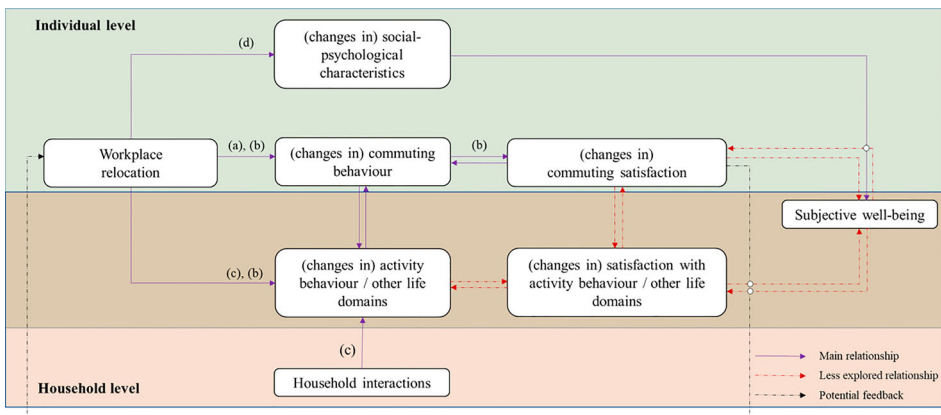 Individual level
(d)
(changes in) social-
psychological
characteristics
Workplace
relocation
(a), (b)
(changes in) commuting
behaviour
(b)
(changes in)
commuting satisfaction
Subjective well-being
(c), (b)
(changes in) activity
behaviour / other life
domains
(changes in) satisfaction with
activity behaviour / other life
domains
(c)
Household interactions
Household level
Main relationship
Less explored relationship
Potential feedback